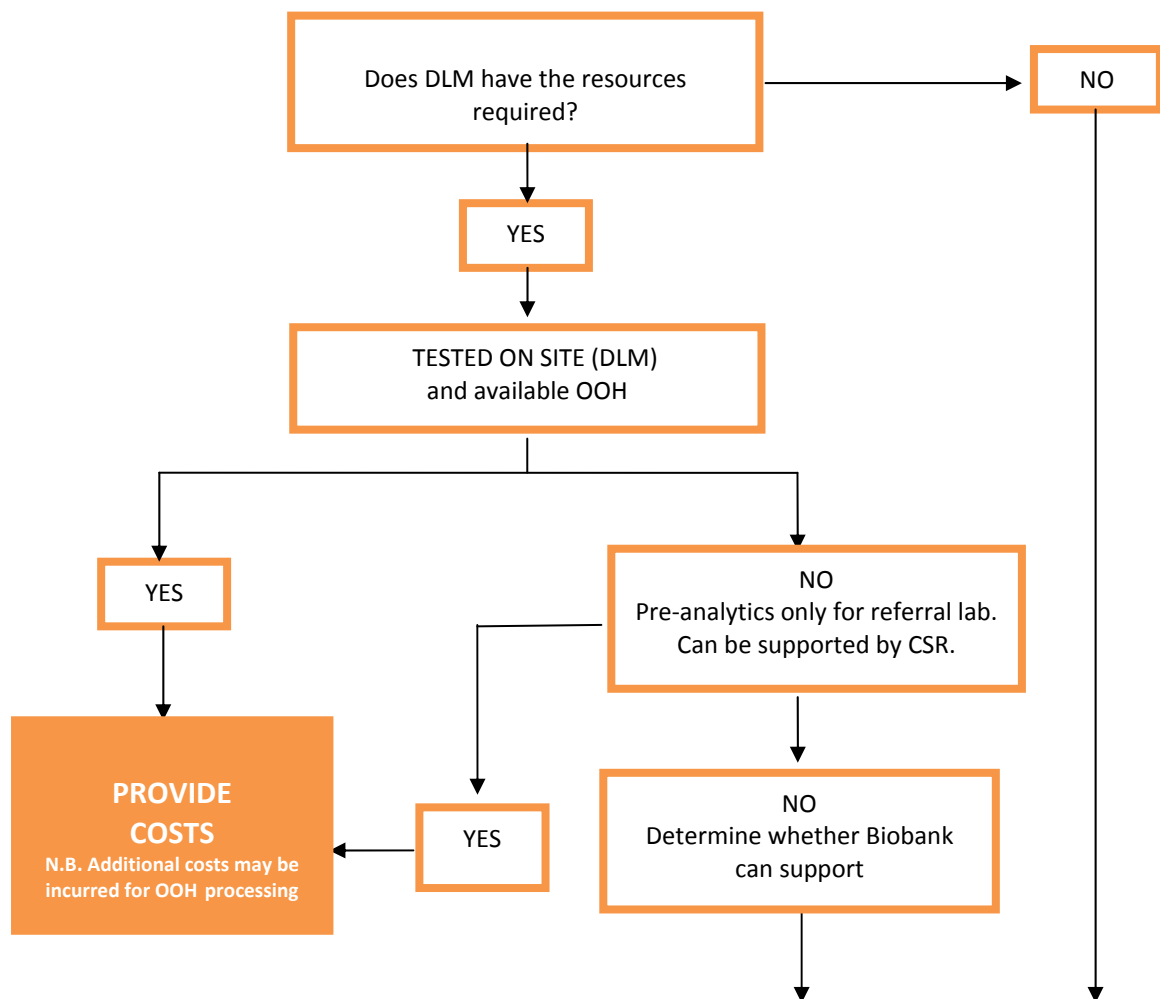 Does DLM have the resources
required?
NO
YES
TESTED ON SITE (DLM)
and available OOH
YES
NO
Pre-analytics only for referral lab.
Can be supported by CSR.
PROVIDE
COSTS
N.B. Additional costs may be
incurred for OOH processing
YES
NO
Determine whether Biobank
can support